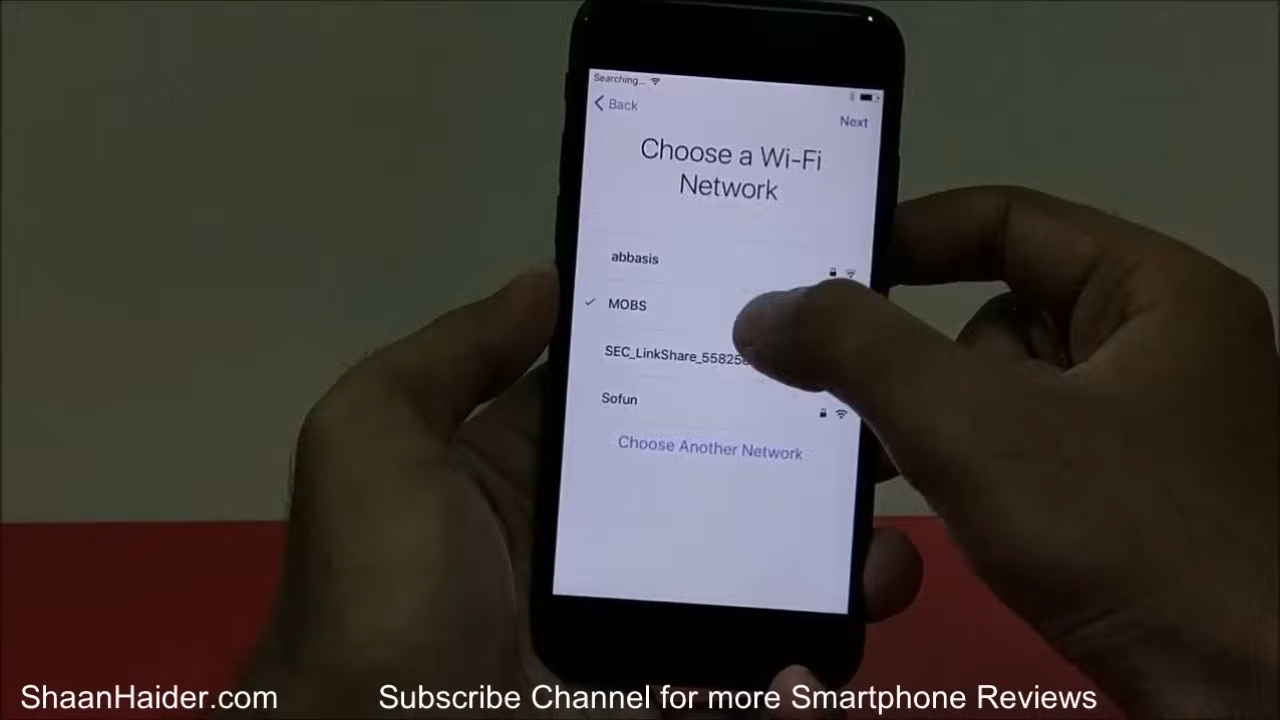 Searching...
Back
Next
Choose a Wi-Fi
Network
abbasis
MOBS
SEC_LinkShare_55825
Sofun
Choose Another Network
ShaanHaider.com
Subscribe Channel for more Smartphone Reviews